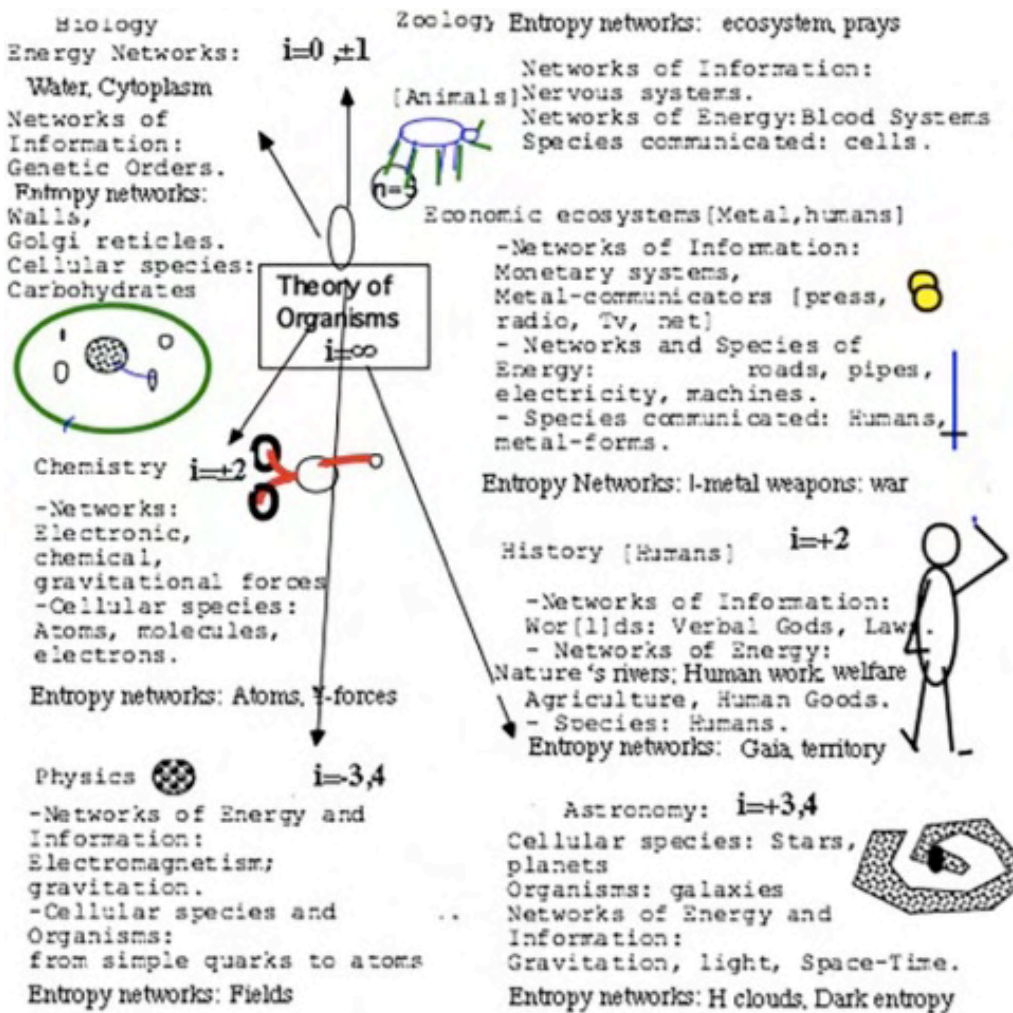 Biology
Energy Networks:
i=0 ,±1
Water, Cytoplasm
Networks of
Information:
Genetic Orders.
Entropy networks:
Walls,
Golgi reticles.
Cellular species:
Carbohydrates
Zoology Entropy networks: ecosystem, prays
Networks of Information:
[Animals] Nervous systems.
Networks of Energy:Blood Systems
Species communicated: cells.
n=5
Economic ecosystems[Metal,humans]
-Networks of Information:
Monetary systems,
Metal-communicators [press,
radio, Tv, net]
- Networks and Species of
Energy: roads, pipes,
electricity, machines.
- Species communicated: Humans,
metal-forms.
Entropy Networks: I-metal weapons: war
Theory of
Organisms
i=∞
Chemistry i=±2
-Networks:
Electronic,
chemical,
gravitational forces
-Cellular species:
Atoms, molecules,
electrons.
Entropy networks: Atoms, Y-forces
History [Humans] i=+2
-Networks of Information:
Wor[l]ds: Verbal Gods, Laws.
- Networks of Energy:
Nature's rivers; Human work, welfare
Agriculture, Human Goods.
- Species: Humans.
Entropy networks: Gaia, territory
Physics i=-3,4
-Networks of Energy and
Information:
Electromagnetism;
gravitation.
-Cellular species and ..
Organisms:
from simple quarks to atoms
Entropy networks: Fields
Astronomy: i=+3,4
Cellular species: Stars,
planets
Organisms: galaxies
Networks of Energy and
Information:
Gravitation, light, Space-Time.
Entropy networks: H clouds, Dark entropy